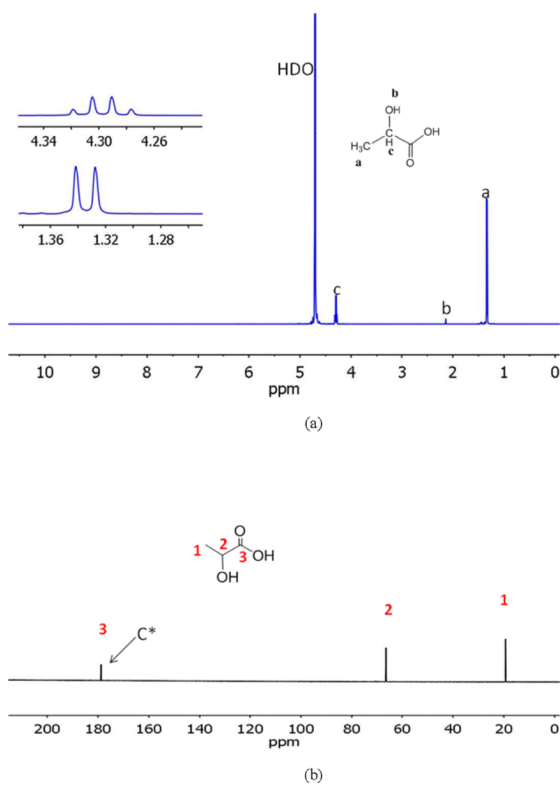 HDO
b
OH
H₃C
C
H
OH
O
a
c
4.34 4.30 4.26
1.36 1.32 1.28
a
c
b
10 9 8 7 6 5 4 3 2 1 0
ppm
(a)
O
1 2 3 OH
OH
3 C* 2 1
200 180 160 140 120 100 80 60 40 20 0
ppm
(b)